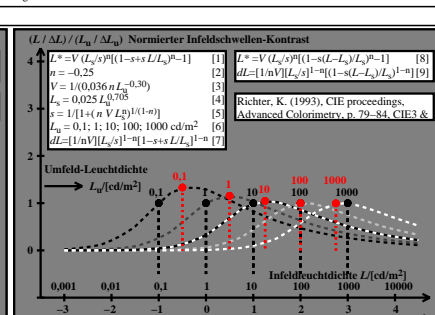 (L / ΔL) / (Lu / ΔLu) Normierter Infeldschwellen-Kontrast
L* =V (Ls/s)n[(1−s+s L/Ls)n−1] [1]
n = −0,25 [2]
V = 1/(0,036 n Lu−0,30) [3]
Ls = 0,025 Lu0,705 [4]
s = 1/[1+( n V Lsn)1/(1-n)] [5]
Lu = 0,1; 1; 10; 100; 1000 cd/m2 [6]
dL=[1/nV][Ls/s]1−n[1−s+s L/Ls]1−n [7]
L* =V (Ls/s)n[(1−s(L−Ls)/Ls)n−1] [8]
dL=[1/nV][Ls/s]1−n[(1−s(L−Ls)1−n] [9]
Richter, K. (1993), CIE proceedings,
Advanced Colorimetry, p. 79−84, CIE3 &
4
3
2
1
0
Umfeld-Leuchtdichte
Lu/[cd/m2]
0,1 1 10 100 1000
0,1 1 10 100 1000
Infeldleuchtdichte L/[cd/m2]
0,001 0,01 0,1 1 10 100 1000 10000
−3 −2 −1 0 1 2 3 4